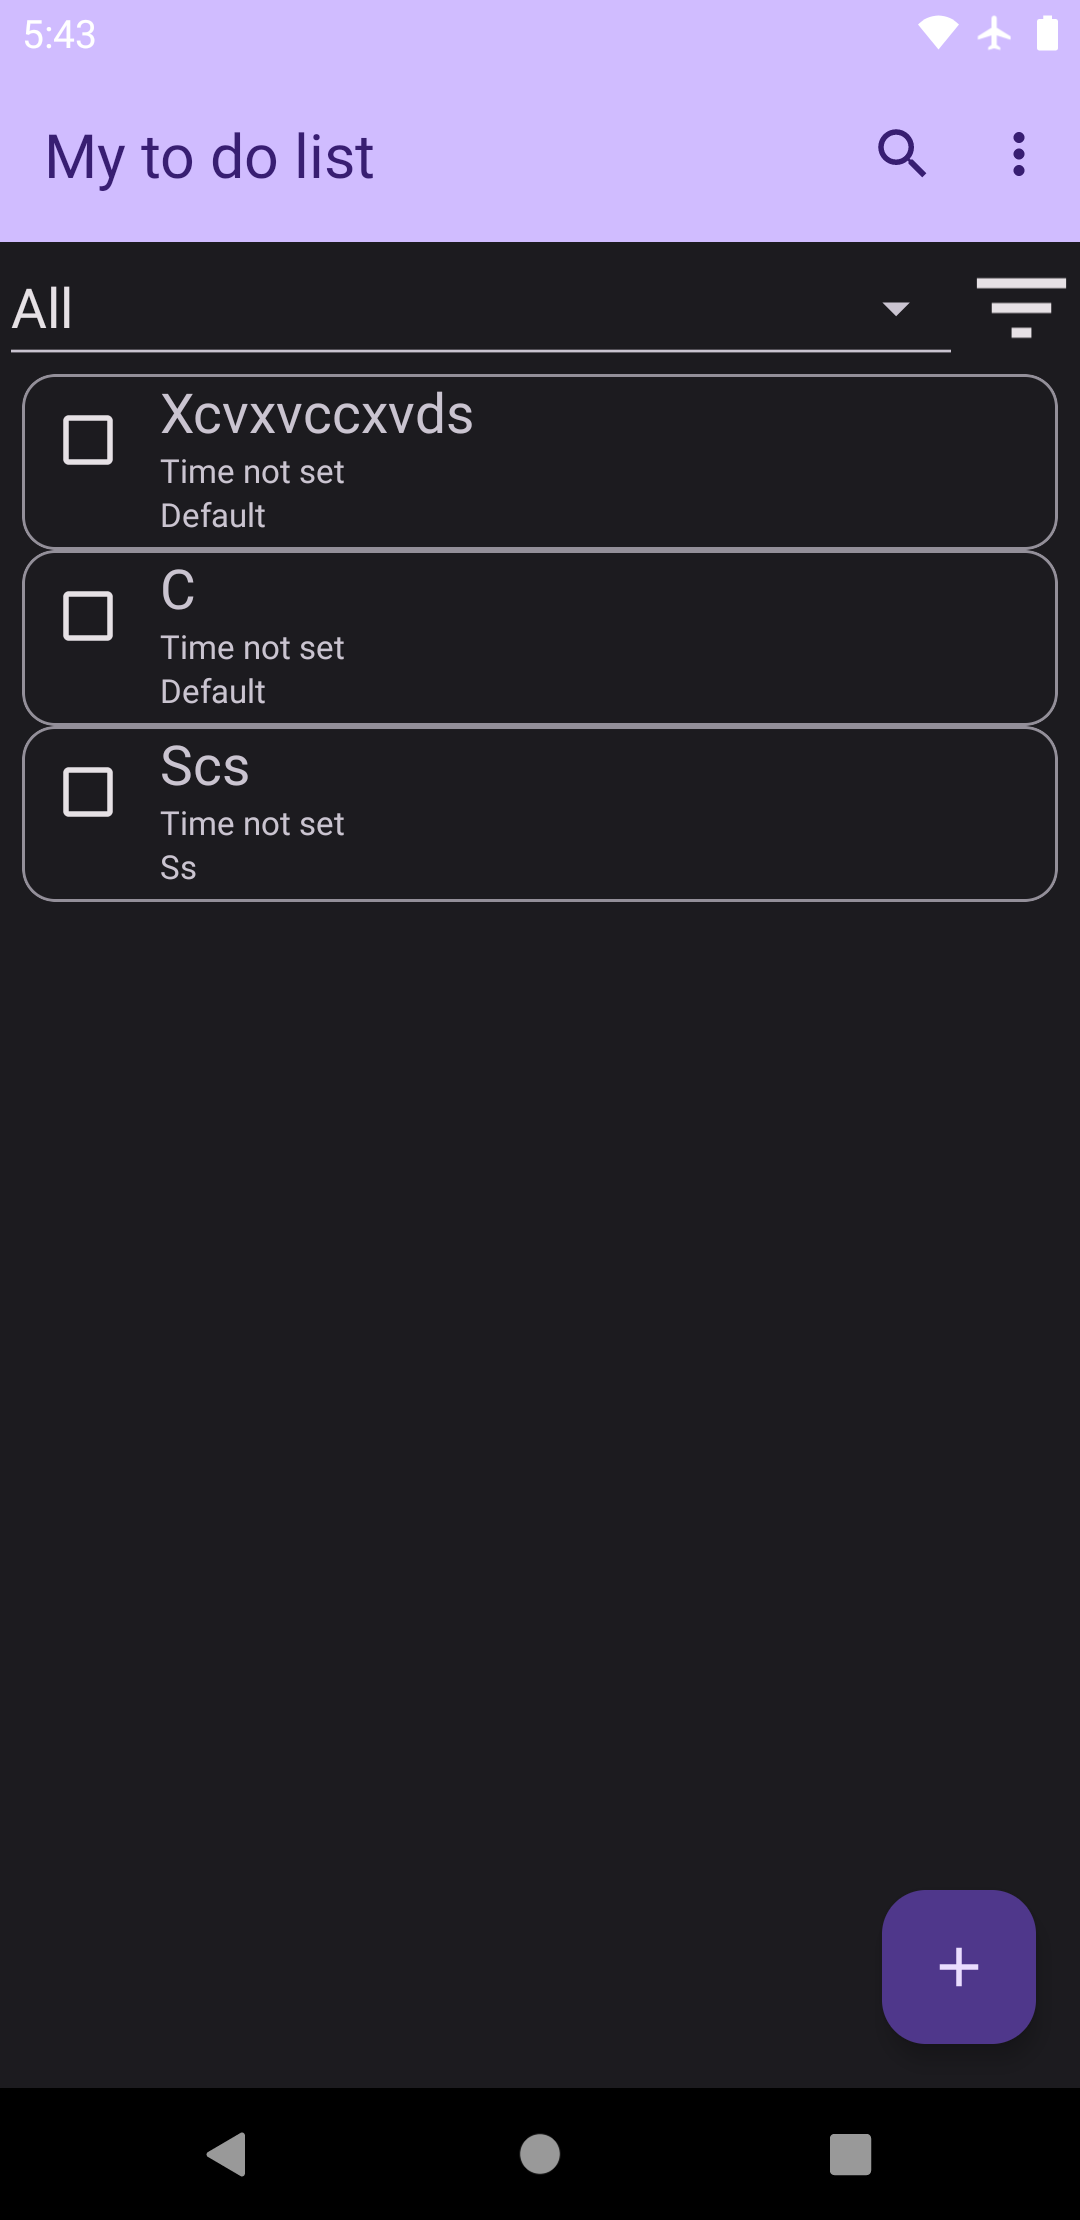 5:43
My to do list
All
Xcvxvccxvds
Time not set
Default
C
Time not set
Default
Scs
Time not set
Ss